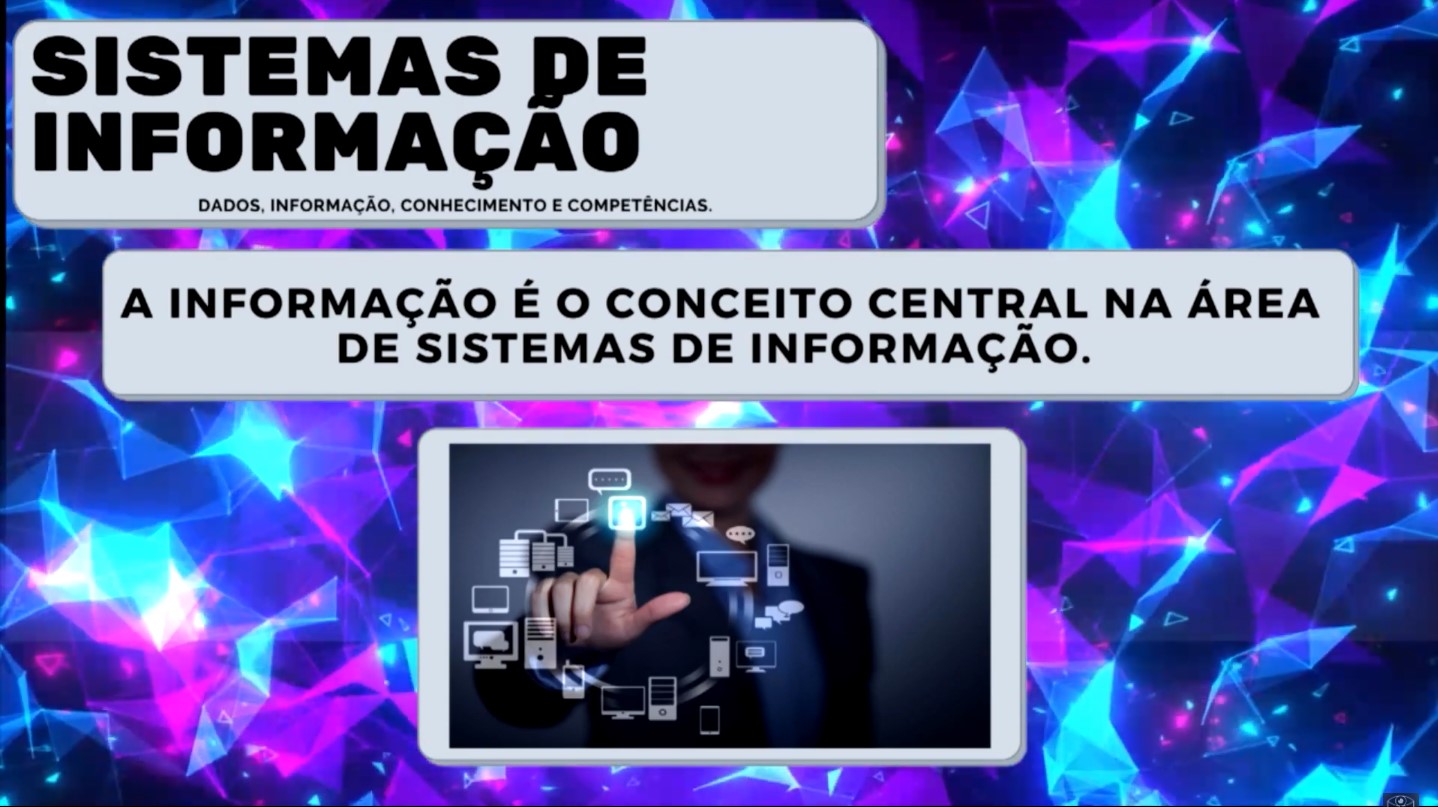 SISTEMAS DE
INFORMAÇÃO
DADOS, INFORMAÇÃO, CONHECIMENTO E COMPETÊNCIAS.
A INFORMAÇÃO É O CONCEITO CENTRAL NA ÁREA
DE SISTEMAS DE INFORMAÇÃO.